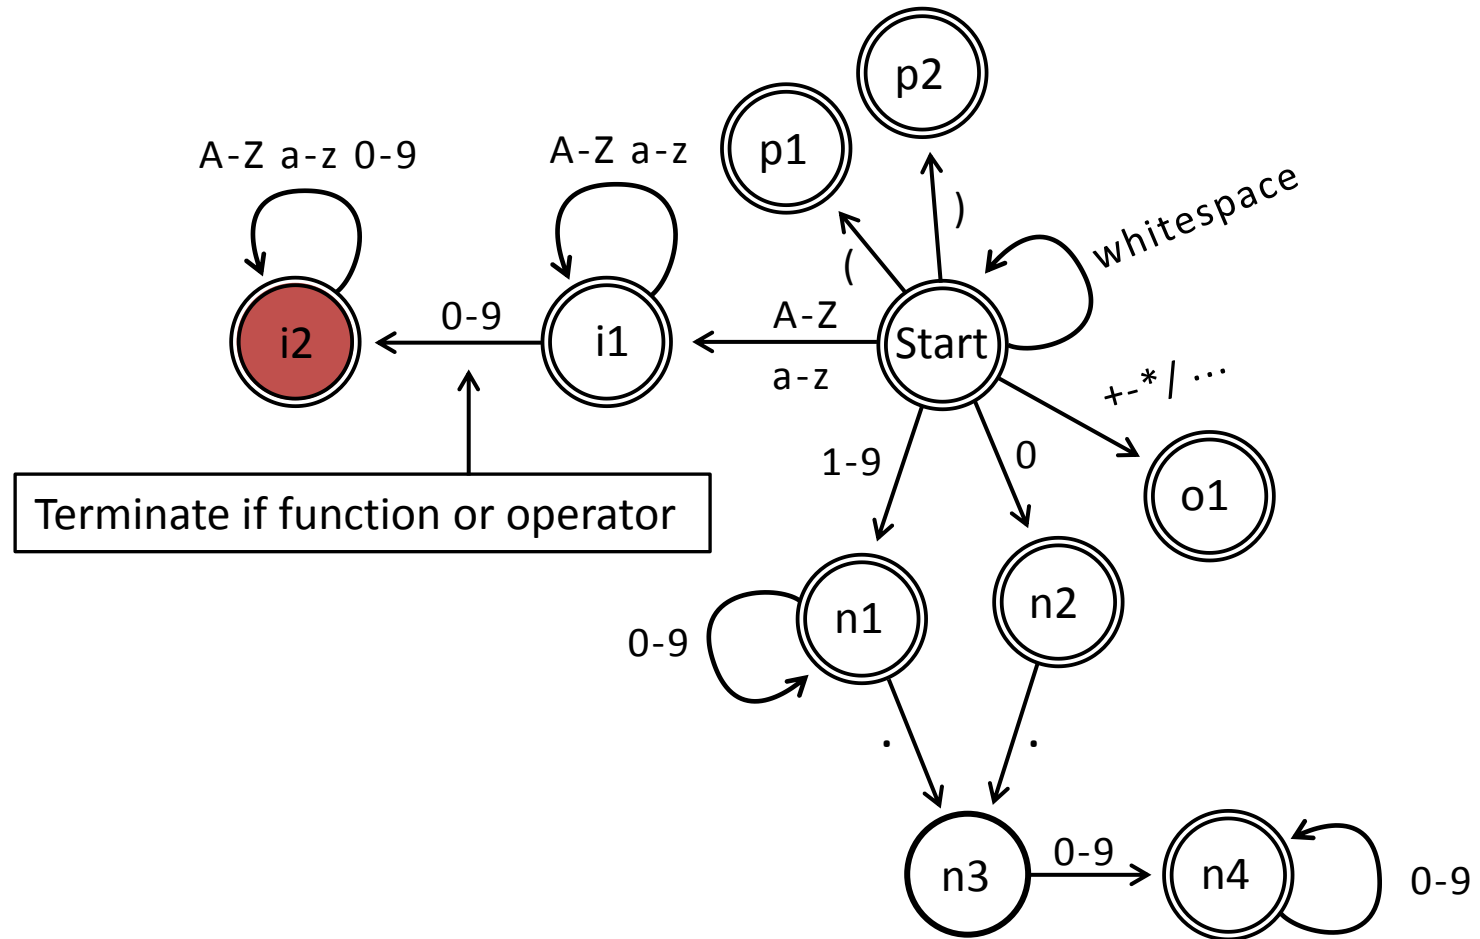 p2
p1
A-Z a-z 0-9
A-Z a-z
whitespace
)
(
i2
0-9
i1
A-Z
a-z
Start
+-*/ ...
1-9
0
o1
Terminate if function or operator
n1
n2
0-9
.
.
n3
0-9
n4
0-9